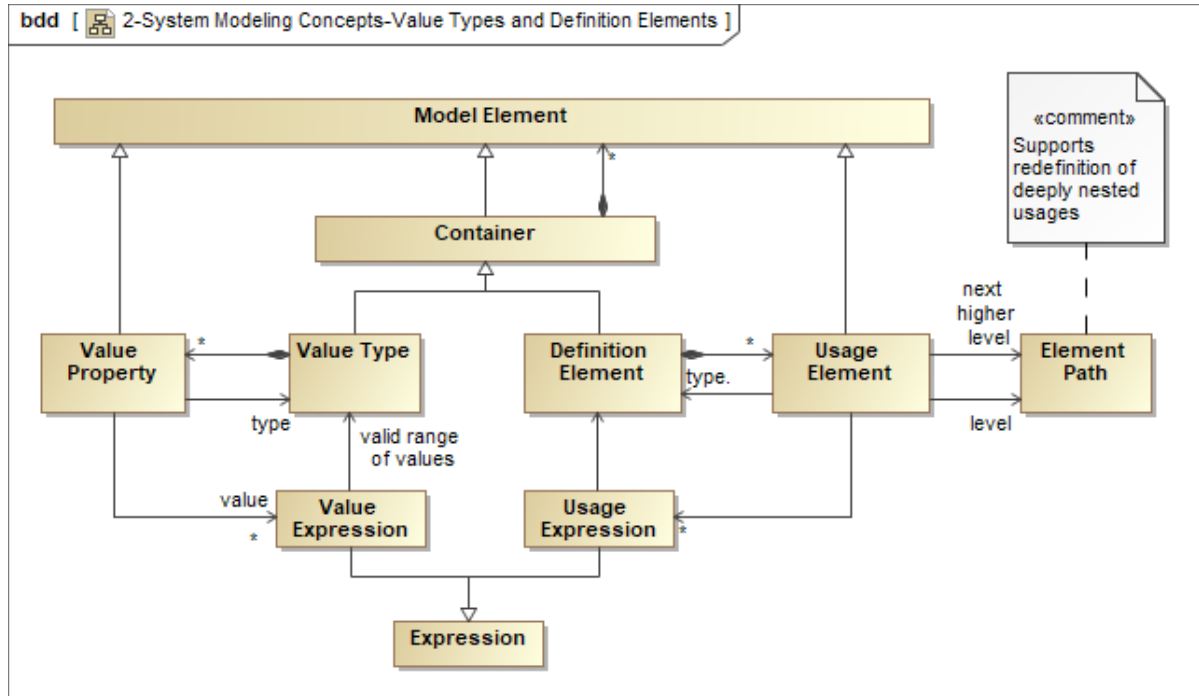 bdd [ 2-System Modeling Concepts-Value Types and Definition Elements ]
Model Element
«comment»
Supports
redefinition of
deeply nested
usages
*
Container
next
higher
level
*
*
Value
Property
Value Type
Definition
Element
Usage
Element
Element
Path
type.
type
level
valid range
of values
value
*
Value
Expression
Usage
Expression
*
Expression